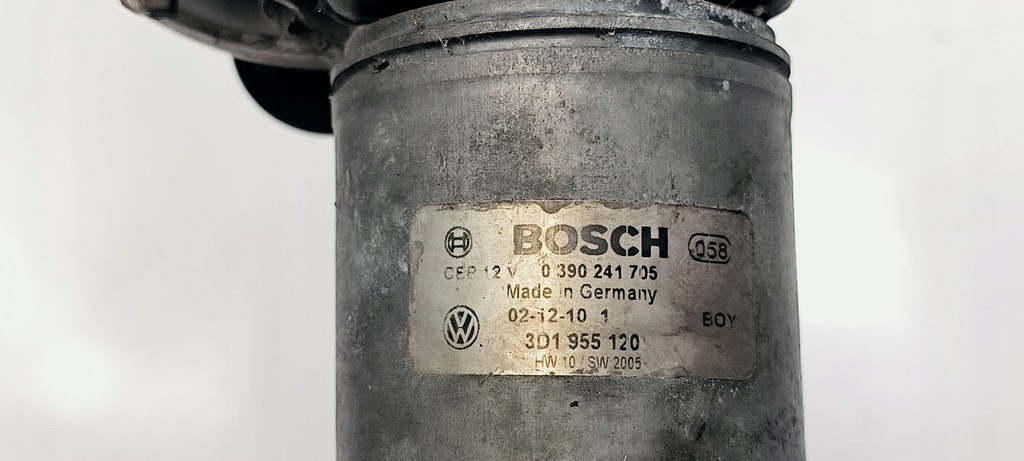 BOSCH 058
CEP 12 V 0 390 241 705
Made in Germany
02-12-10 1 BOY
3D1 955 120
HW 10 / SW 2005